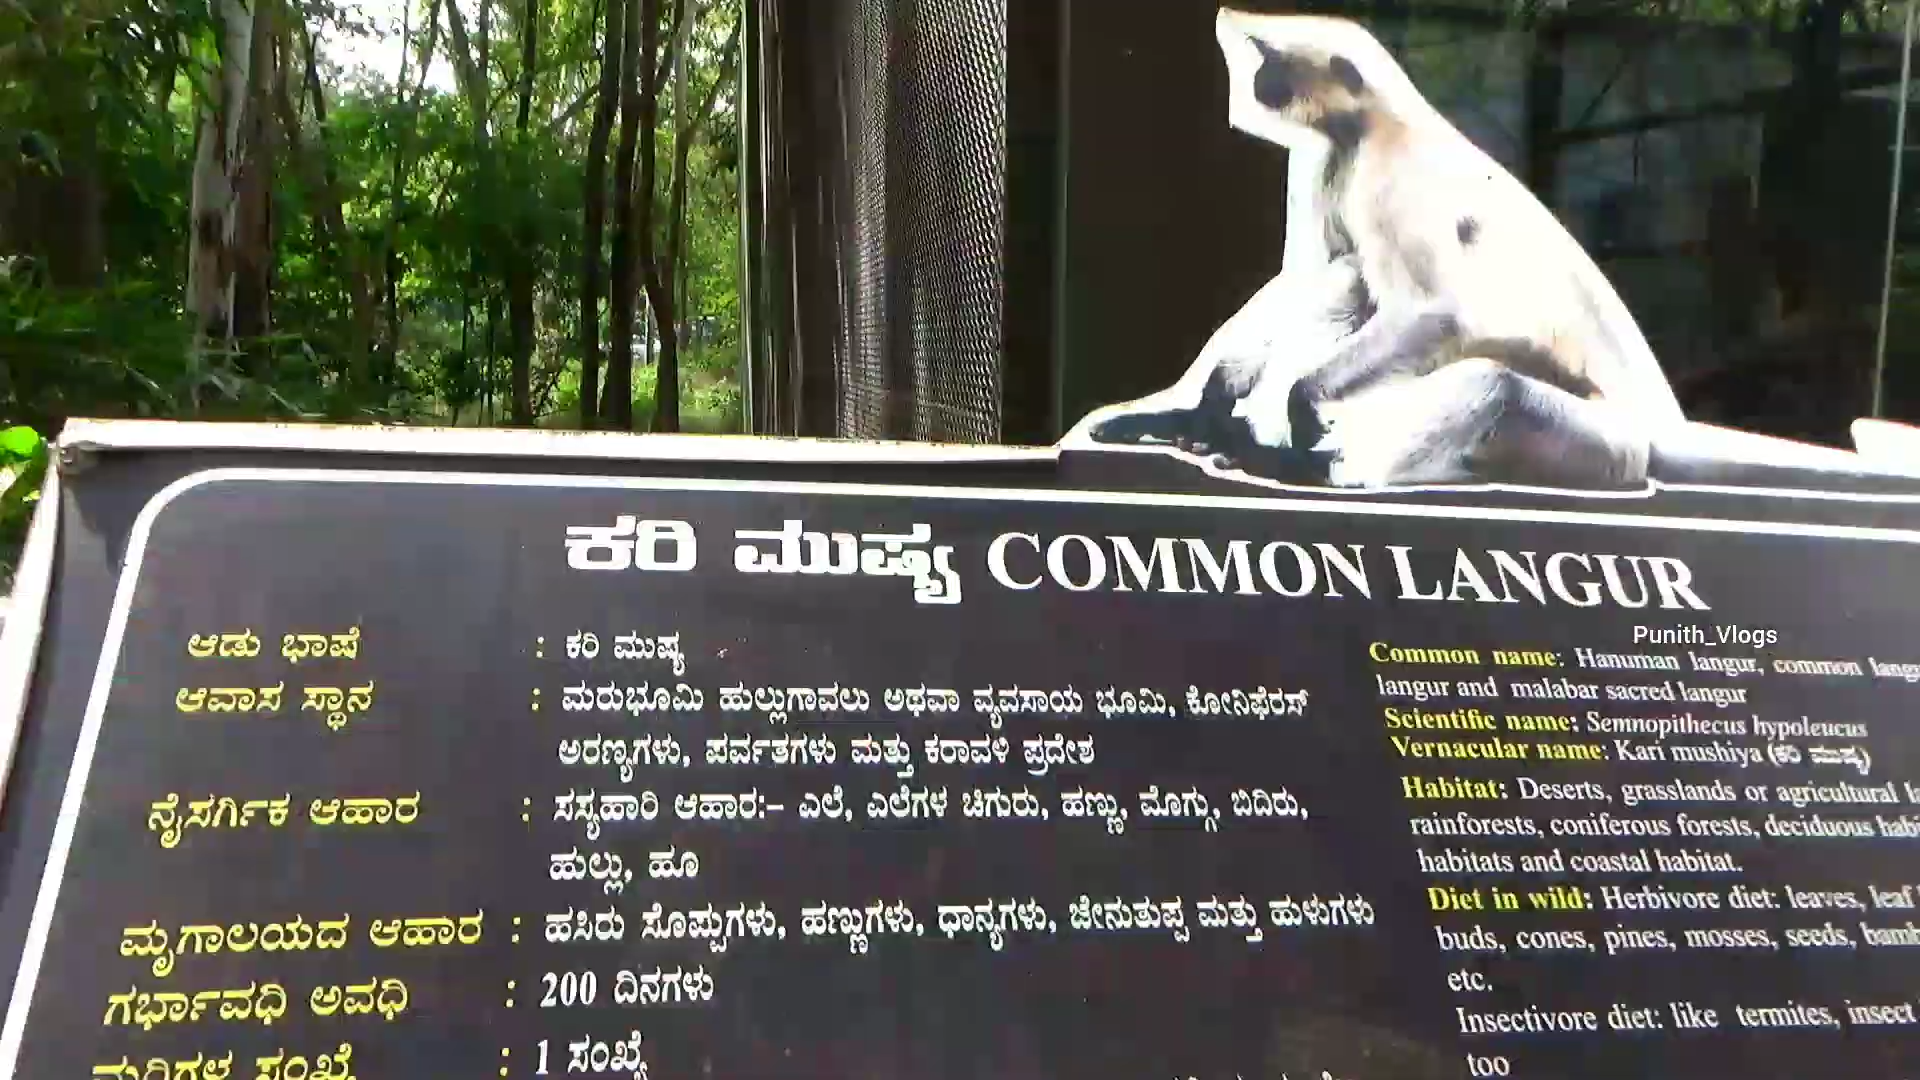 ಕರಿ ಮುಷ್ಯ COMMON LANGUR
ಆಡು ಭಾಷೆ : ಕರಿ ಮುಷ್ಯ
ಆವಾಸ ಸ್ಥಾನ : ಮರುಭೂಮಿ ಹುಲ್ಲುಗಾವಲು ಅಥವಾ ವ್ಯವಸಾಯ ಭೂಮಿ, ಕೋನಿಫೆರಸ್
ಅರಣ್ಯಗಳು, ಪರ್ವತಗಳು ಮತ್ತು ಕರಾವಳಿ ಪ್ರದೇಶ
ನೈಸರ್ಗಿಕ ಆಹಾರ : ಸಸ್ಯಹಾರಿ ಆಹಾರ:- ಎಲೆ, ಎಲೆಗಳ ಚಿಗುರು, ಹಣ್ಣು, ಮೊಗ್ಗು, ಬಿದಿರು,
ಹುಲ್ಲು, ಹೂ
ಮೃಗಾಲಯದ ಆಹಾರ : ಹಸಿರು ಸೊಪ್ಪುಗಳು, ಹಣ್ಣುಗಳು, ಧಾನ್ಯಗಳು, ಜೇನುತುಪ್ಪ ಮತ್ತು ಹುಳುಗಳು
ಗರ್ಭಾವಧಿ ಅವಧಿ : 200 ದಿನಗಳು
ಮರಿಗಳ ಸಂಖ್ಯೆ : 1 ಸಂಖ್ಯೆ
Punith_Vlogs
Common name: Hanuman langur, common
langur and malabar sacred langur
Scientific name: Semnopithecus hypoleucus
Vernacular name: Kari mushiya (ಕರಿ ಮುಷ್ಯ)
Habitat: Deserts, grasslands or agricultural
rainforests, coniferous forests, deciduous
habitats and coastal habitat.
Diet in wild: Herbivore diet: leaves, leaf
buds, cones, pines, mosses, seeds,
etc.
Insectivore diet: like termites, insect
too